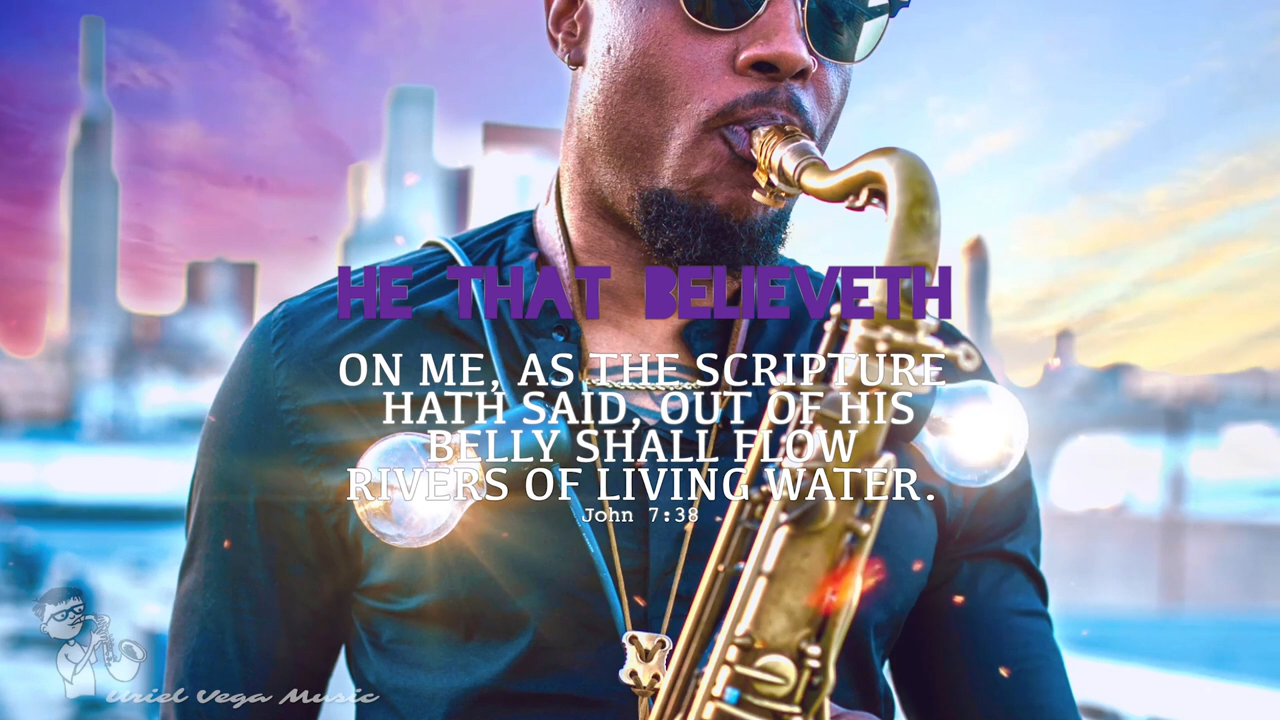 HE THAT BELIEVETH
ON ME, AS THE SCRIPTURE
HATH SAID, OUT OF HIS
BELLY SHALL FLOW
RIVERS OF LIVING WATER.
John 7:38
Uriel Vega Music